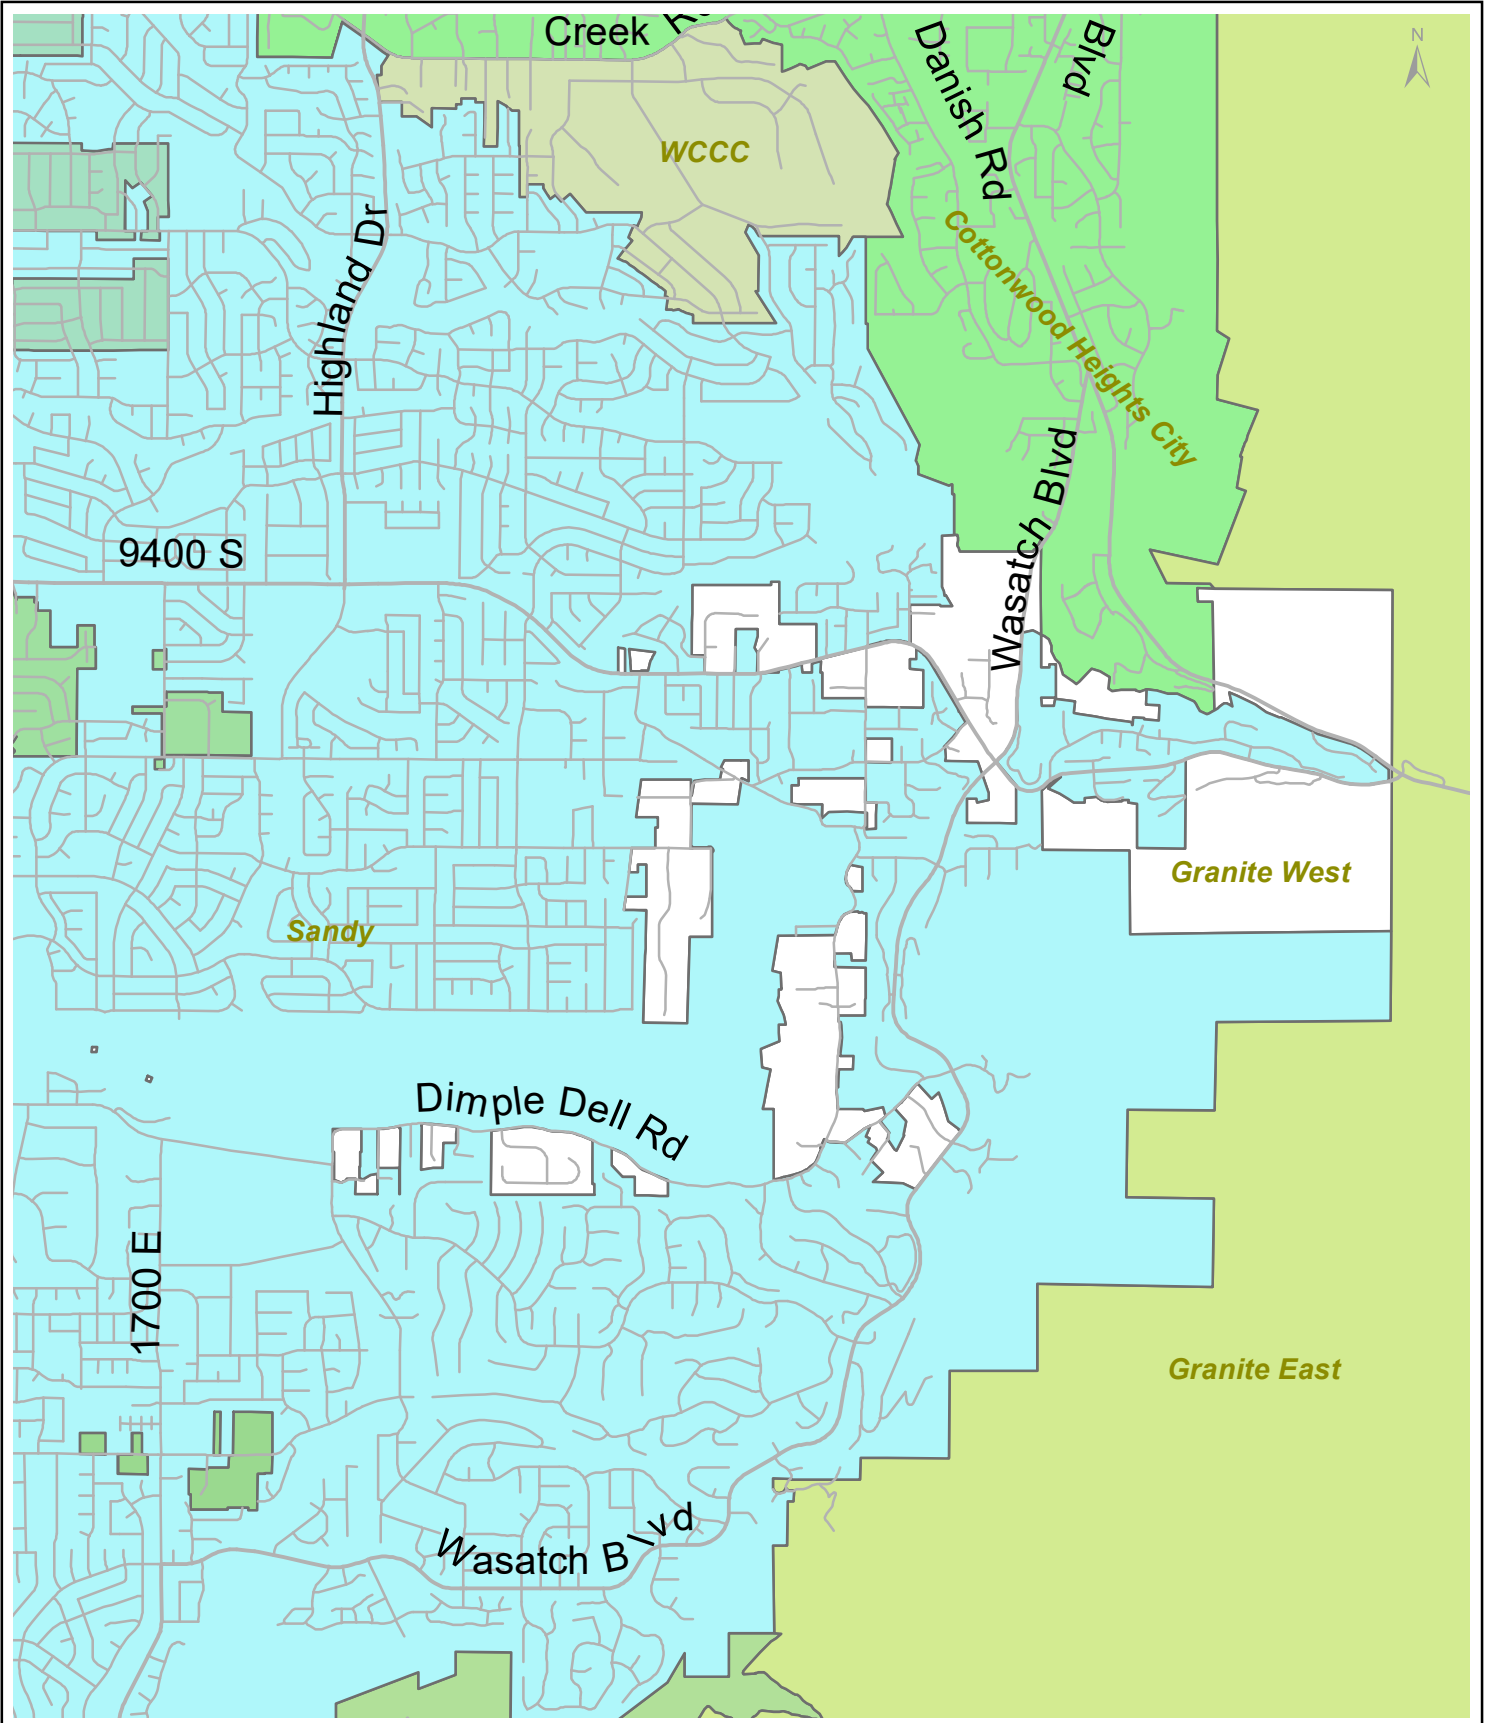 Creek
Danish Rd
Blvd
N
WCCC
Highland Dr
Cottonwood Heights City
Wasatch Blvd
9400 S
Granite West
Sandy
Dimple Dell Rd
1700 E
Granite East
Wasatch Blvd